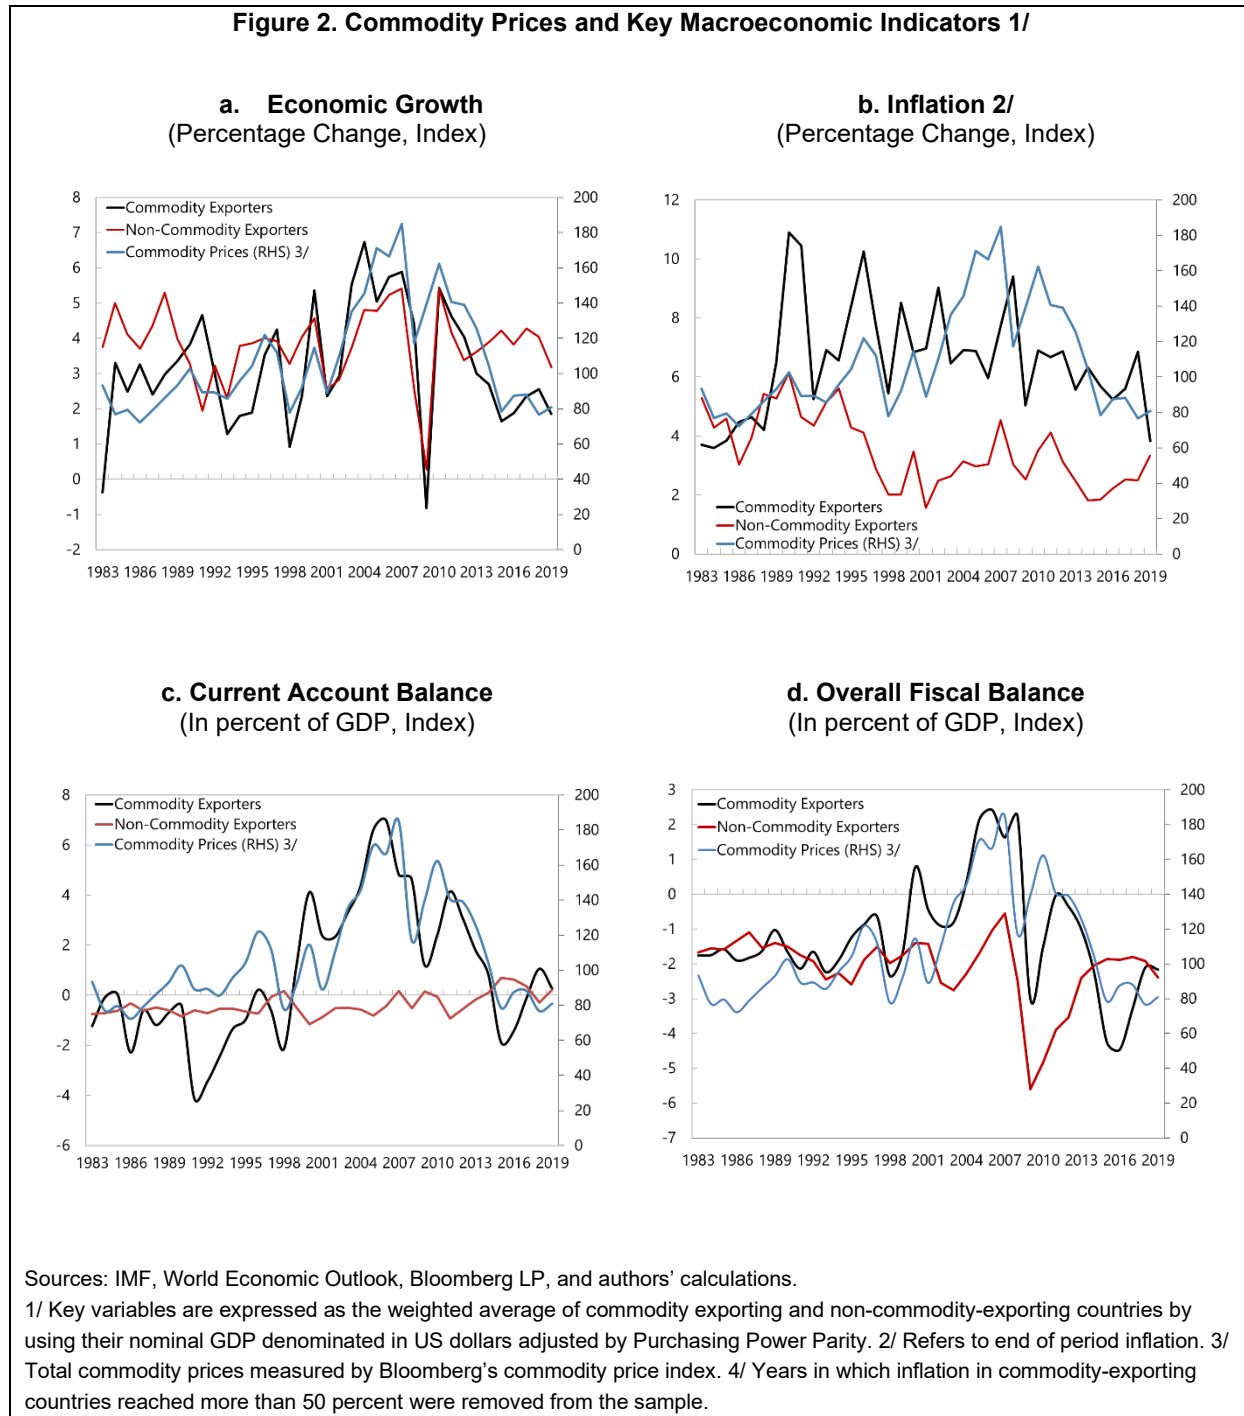 Figure 2. Commodity Prices and Key Macroeconomic Indicators 1/
a. Economic Growth
(Percentage Change, Index)
8
7
6
5
4
3
2
1
0
-1
-2
200
180
160
140
120
100
80
60
40
20
0
Commodity Exporters
Non-Commodity Exporters
Commodity Prices (RHS) 3/
1983 1986 1989 1992 1995 1998 2001 2004 2007 2010 2013 2016 2019
b. Inflation 2/
(Percentage Change, Index)
12
10
8
6
4
2
0
200
180
160
140
120
100
80
60
40
20
0
Commodity Exporters
Non-Commodity Exporters
Commodity Prices (RHS) 3/
1983 1986 1989 1992 1995 1998 2001 2004 2007 2010 2013 2016 2019
c. Current Account Balance
(In percent of GDP, Index)
8
6
4
2
0
-2
-4
-6
200
180
160
140
120
100
80
60
40
20
0
Commodity Exporters
Non-Commodity Exporters
Commodity Prices (RHS) 3/
1983 1986 1989 1992 1995 1998 2001 2004 2007 2010 2013 2016 2019
d. Overall Fiscal Balance
(In percent of GDP, Index)
3
2
1
0
-1
-2
-3
-4
-5
-6
-7
200
180
160
140
120
100
80
60
40
20
0
Commodity Exporters
Non-Commodity Exporters
Commodity Prices (RHS) 3/
1983 1986 1989 1992 1995 1998 2001 2004 2007 2010 2013 2016 2019
Sources: IMF, World Economic Outlook, Bloomberg LP, and authors’ calculations.
1/ Key variables are expressed as the weighted average of commodity exporting and non-commodity-exporting countries by
using their nominal GDP denominated in US dollars adjusted by Purchasing Power Parity. 2/ Refers to end of period inflation. 3/
Total commodity prices measured by Bloomberg’s commodity price index. 4/ Years in which inflation in commodity-exporting
countries reached more than 50 percent were removed from the sample.